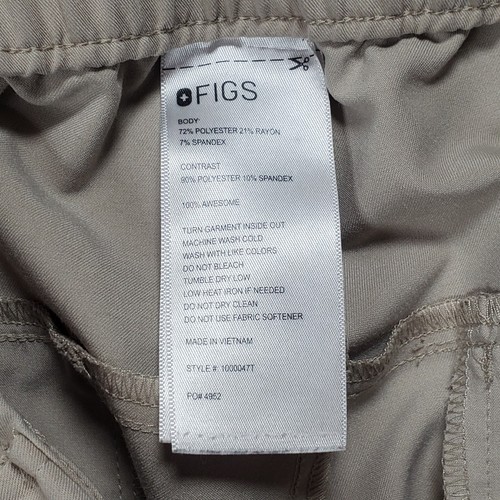 FIGS
BODY
72% POLYESTER 21% RAYON
7% SPANDEX
CONTRAST
90% POLYESTER 10% SPANDEX
100% AWESOME
TURN GARMENT INSIDE OUT
MACHINE WASH COLD
WASH WITH LIKE COLORS
DO NOT BLEACH
TUMBLE DRY LOW
LOW HEAT IRON IF NEEDED
DO NOT DRY CLEAN
DO NOT USE FABRIC SOFTENER
MADE IN VIETNAM
STYLE #: 1000047T
PO# 4952